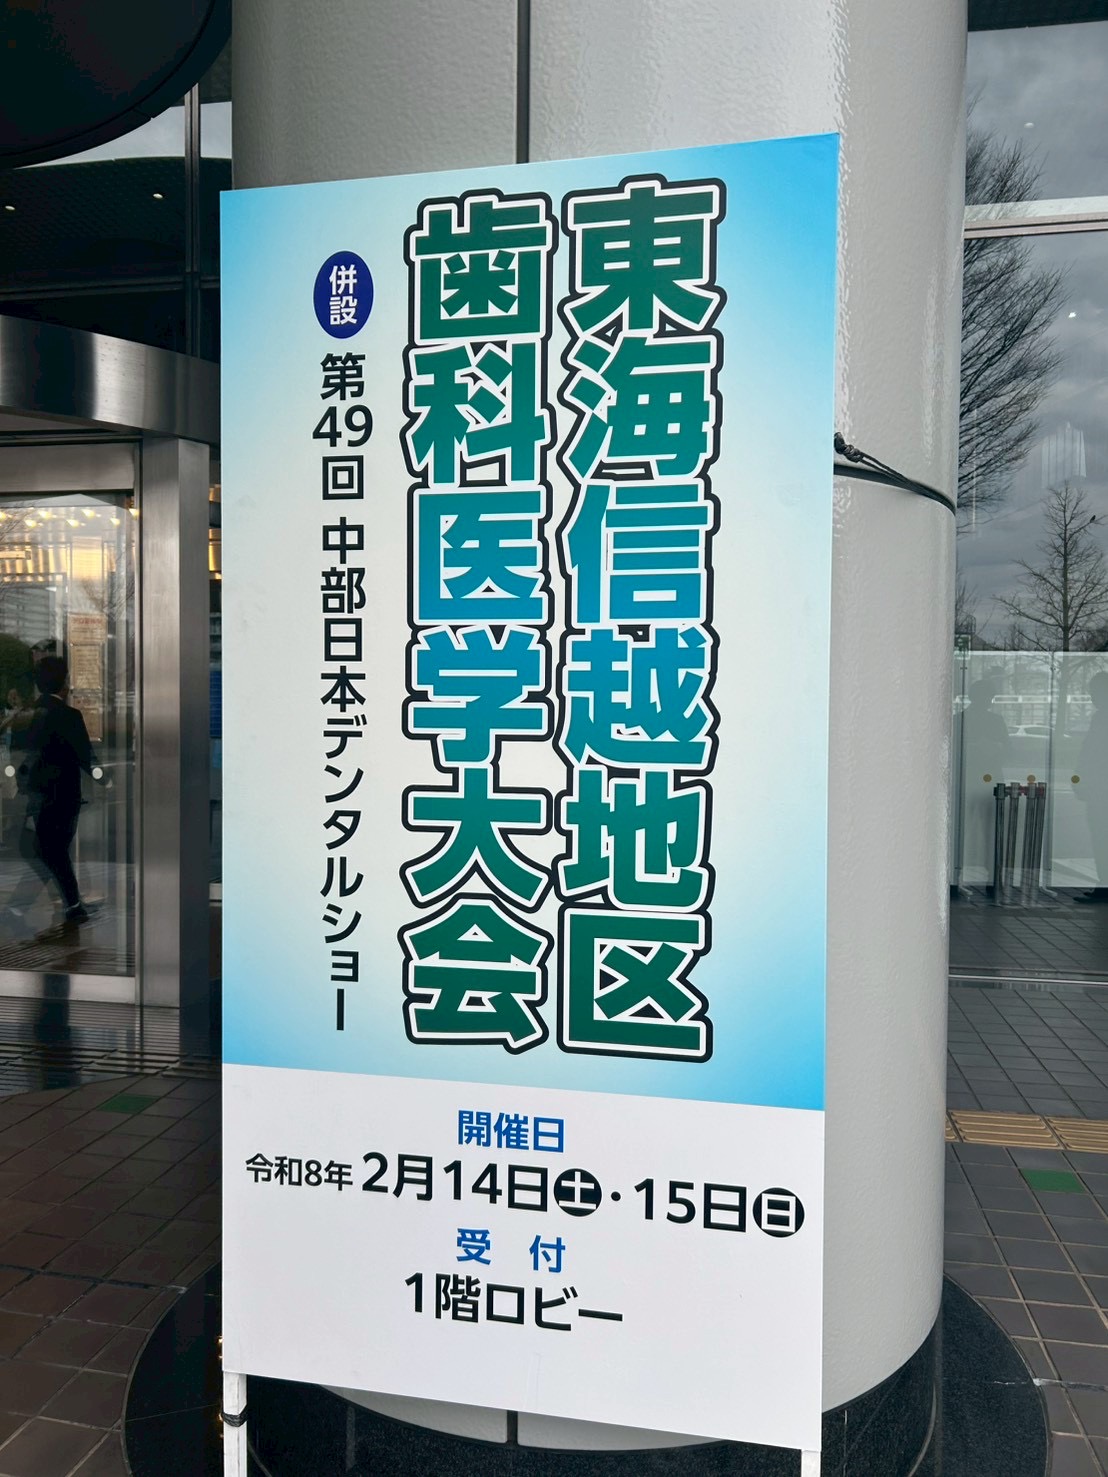 東海信越地区
歯科医学大会
併設
第49回 中部日本デンタルショー
開催日
令和8年 2月14日土・15日日
受 付
1階ロビー